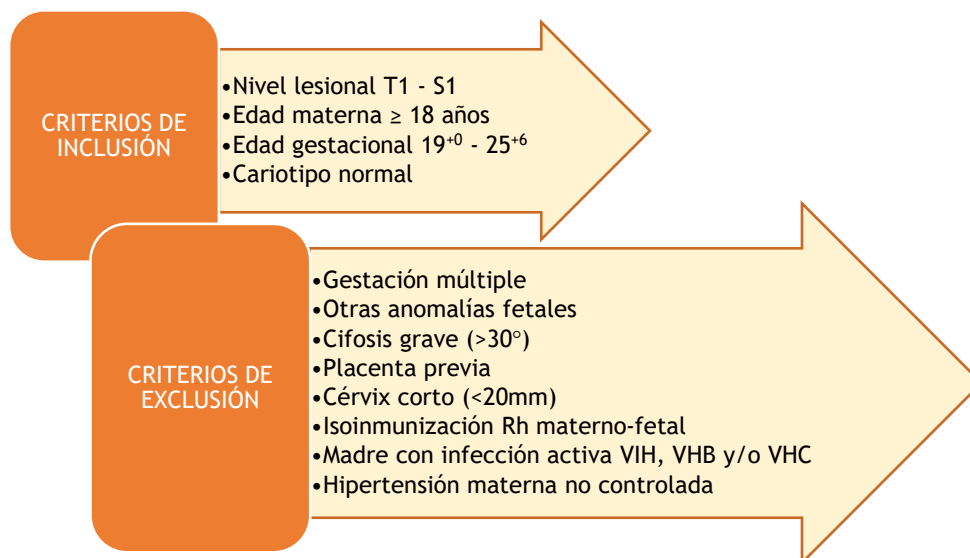 CRITERIOS DE
INCLUSIÓN
•Nivel lesional T1 - S1
•Edad materna ≥ 18 años
•Edad gestacional 19⁺⁰ - 25⁺⁶
•Cariotipo normal
CRITERIOS DE
EXCLUSIÓN
•Gestación múltiple
•Otras anomalías fetales
•Cifosis grave (>30°)
•Placenta previa
•Cérvix corto (<20mm)
•Isoinmunización Rh materno-fetal
•Madre con infección activa VIH, VHB y/o VHC
•Hipertensión materna no controlada